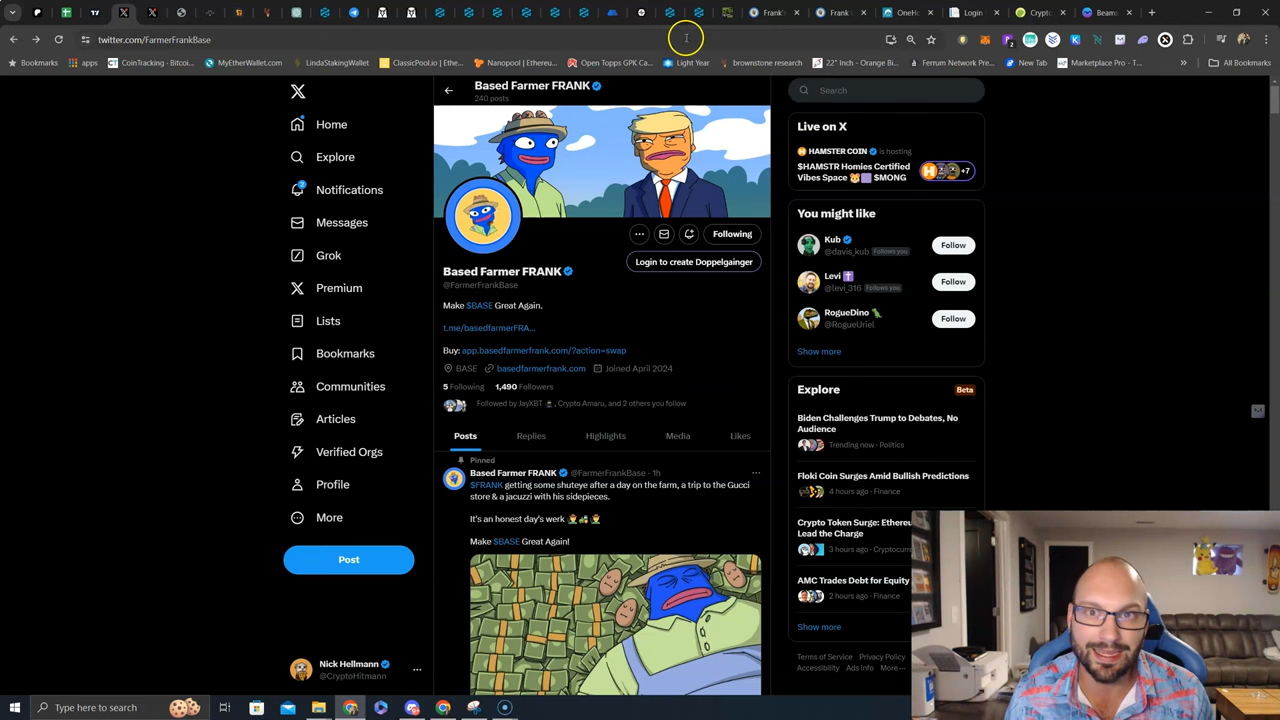 Frank's
Frank
OneHo
Login
Crypto
Beam
twitter.com/FarmerFrankBase
Bookmarks
apps
CoinTracking - Bitcoi...
MyEtherWallet.com
LindaStakingWallet
ClassicPool.io | Ethe...
Nanopool | Ethereum...
Open Topps GPK Ca...
Light Year
brownstone research
22" Inch - Orange Bi...
Ferrum Network Pre...
New Tab
Marketplace Pro - T...
All Bookmarks
Based Farmer FRANK
240 posts
Home
Explore
Notifications
2
Messages
Grok
Premium
Lists
Bookmarks
Communities
Articles
Verified Orgs
Profile
More
Post
Nick Hellmann
@CryptoHitmann
Following
Login to create Doppelgainger
Based Farmer FRANK
@FarmerFrankBase
Make $BASE Great Again.
t.me/basedfarmerFRA...
Buy: app.basedfarmerfrank.com/?action=swap
BASE basedfarmerfrank.com Joined April 2024
5 Following 1,490 Followers
Followed by JayXBT, Crypto Amaru, and 2 others you follow
Posts Replies Highlights Media Likes
Pinned
Based Farmer FRANK @FarmerFrankBase · 1h
$FRANK getting some shuteye after a day on the farm, a trip to the Gucci
store & a jacuzzi with his sidepieces.
It's an honest day's werk
Make $BASE Great Again!
Search
Live on X
HAMSTER COIN is hosting
$HAMSTR Homies Certified
Vibes Space $MONG
+7
You might like
Kub
@davis_kub Follows you
Follow
Levi
@levi_316 Follows you
Follow
RogueDino
@RogueUriel
Follow
Show more
Explore
Beta
Biden Challenges Trump to Debates, No
Audience
Trending now · Politics
Floki Coin Surges Amid Bullish Predictions
4 hours ago · Finance
Crypto Token Surge:
Lead the Charge
3 hours ago ·
AMC Trades Debt for Equity
2 hours ago · Finance
Show more
Terms of Service Privacy Policy
Accessibility Ads Info More
Type here to search